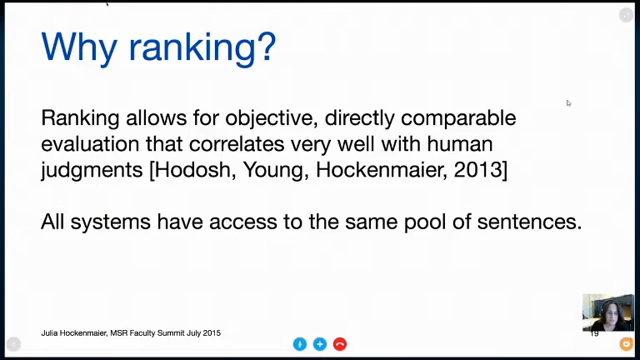 Why ranking?
Ranking allows for objective, directly comparable
evaluation that correlates very well with human
judgments [Hodosh, Young, Hockenmaier, 2013]
All systems have access to the same pool of sentences.
Julia Hockenmaier, MSR Faculty Summit July 2015
19